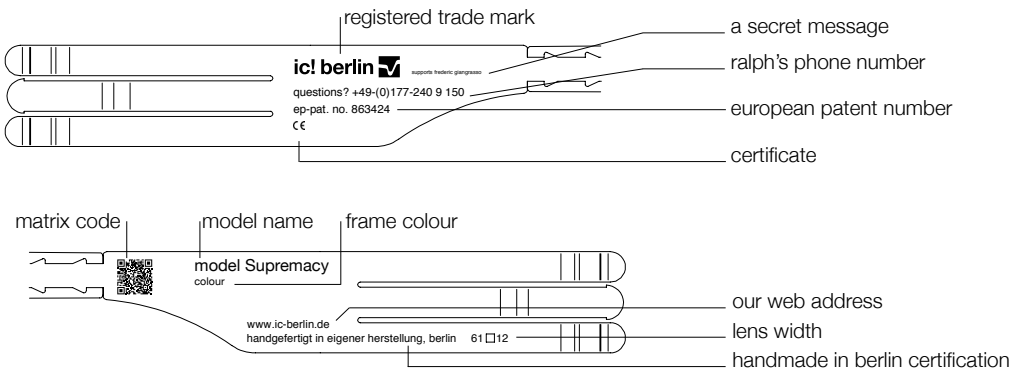 registered trade mark
a secret message
ic! berlin
supports frederic giangrasso
ralph's phone number
questions? +49-(0)177-240 9 150
ep-pat. no. 863424
european patent number
CE
certificate
matrix code
model name
frame colour
model Supremacy
colour
our web address
www.ic-berlin.de
handgefertigt in eigener herstellung, berlin 61□12
lens width
handmade in berlin certification